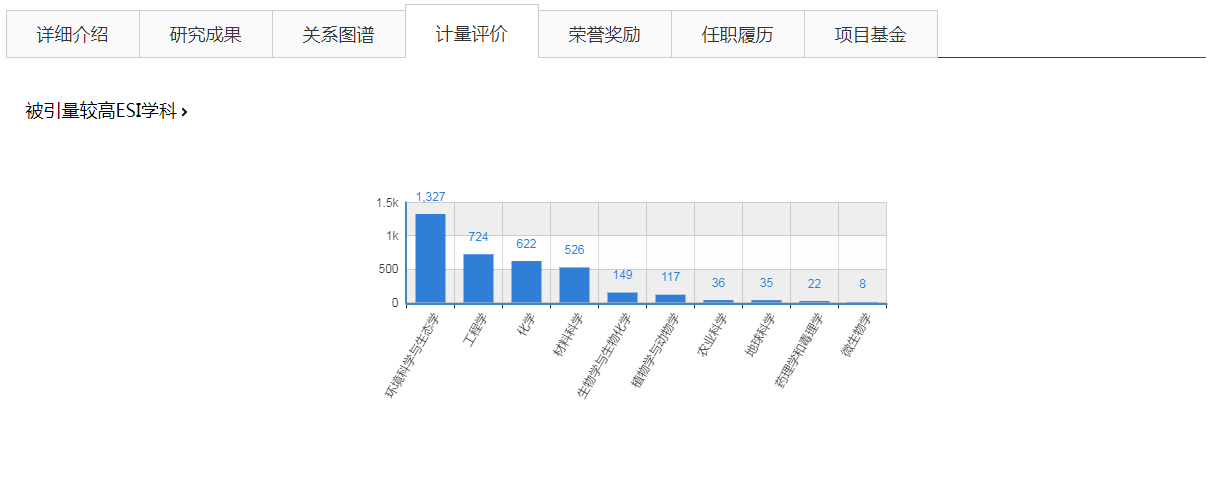 详细介绍 研究成果 关系图谱 计量评价 荣誉奖励 任职履历 项目基金
被引量较高ESI学科
1,327 724 622 526 149 117 36 35 22 8
1.5k
1k
500
0
环境科学与生态学 工程学 化学 材料科学 生物学与生物化学 植物学与动物学 农业科学 地球科学 药理学和毒理学 微生物学